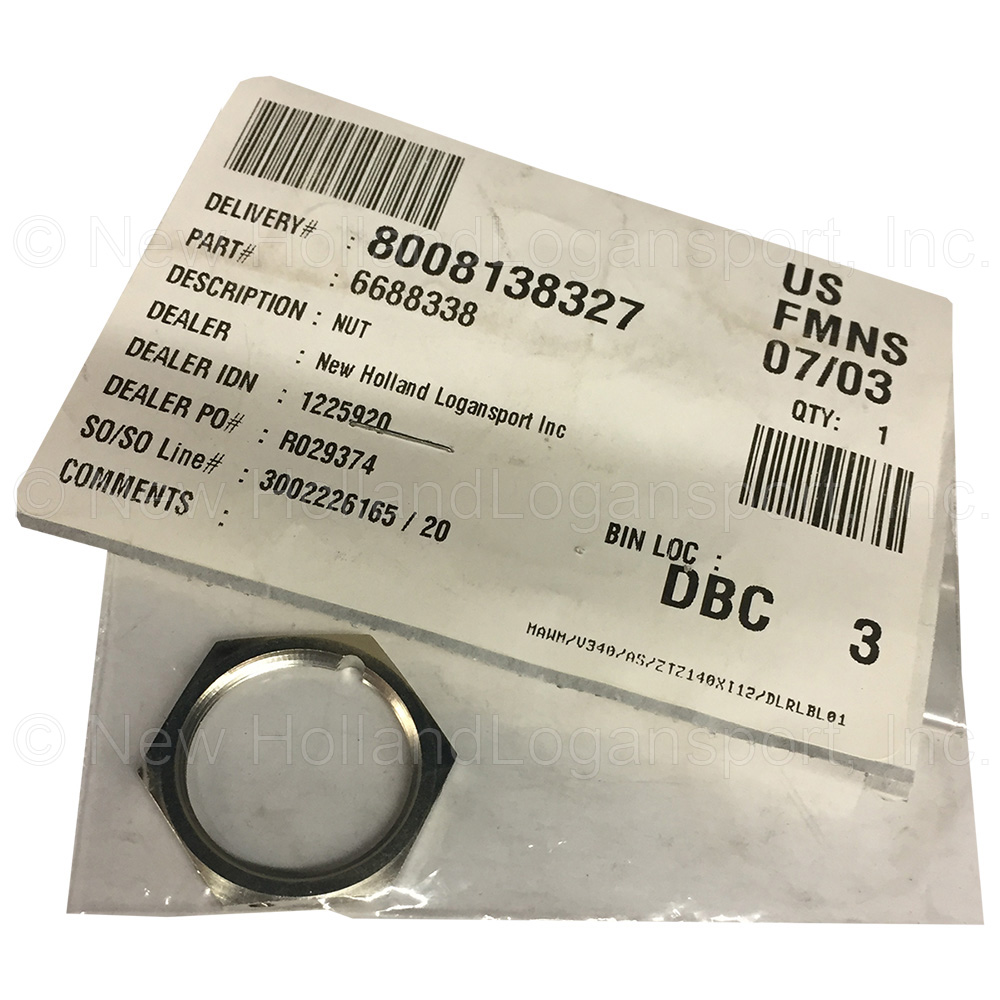 DELIVERY# : 8008138327
PART# : 6688338
DESCRIPTION : NUT
DEALER : New Holland Logansport Inc
DEALER IDN : 1225920
DEALER PO# : R029374
SO/SO Line# : 3002226165 / 20
COMMENTS :
US
FMNS
07/03
QTY: 1
BIN LOC :
DBC 3
MAWM/V340/AS/ZTZ140XI12/DLRLBL01
© New HollandLogansport, Inc.
© New HollandLogansport, Inc.
© New HollandLogansport, Inc.